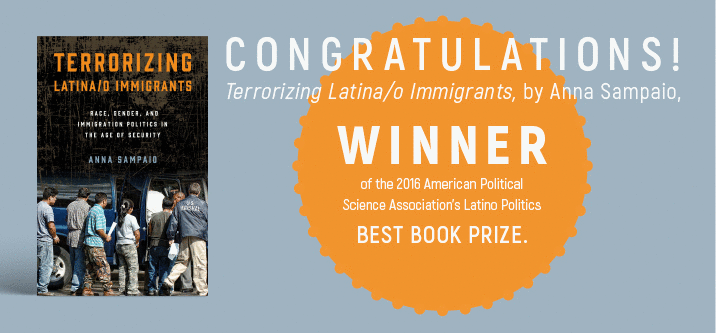 TERRORIZING
LATINA/O IMMIGRANTS
RACE, GENDER, AND
IMMIGRATION POLITICS IN
THE AGE OF SECURITY
ANNA SAMPAIO
U.S.
MARSHAL
CONGRATULATIONS!
Terrorizing Latina/o Immigrants, by Anna Sampaio,
WINNER
of the 2016 American Political
Science Association's Latino Politics
BEST BOOK PRIZE.